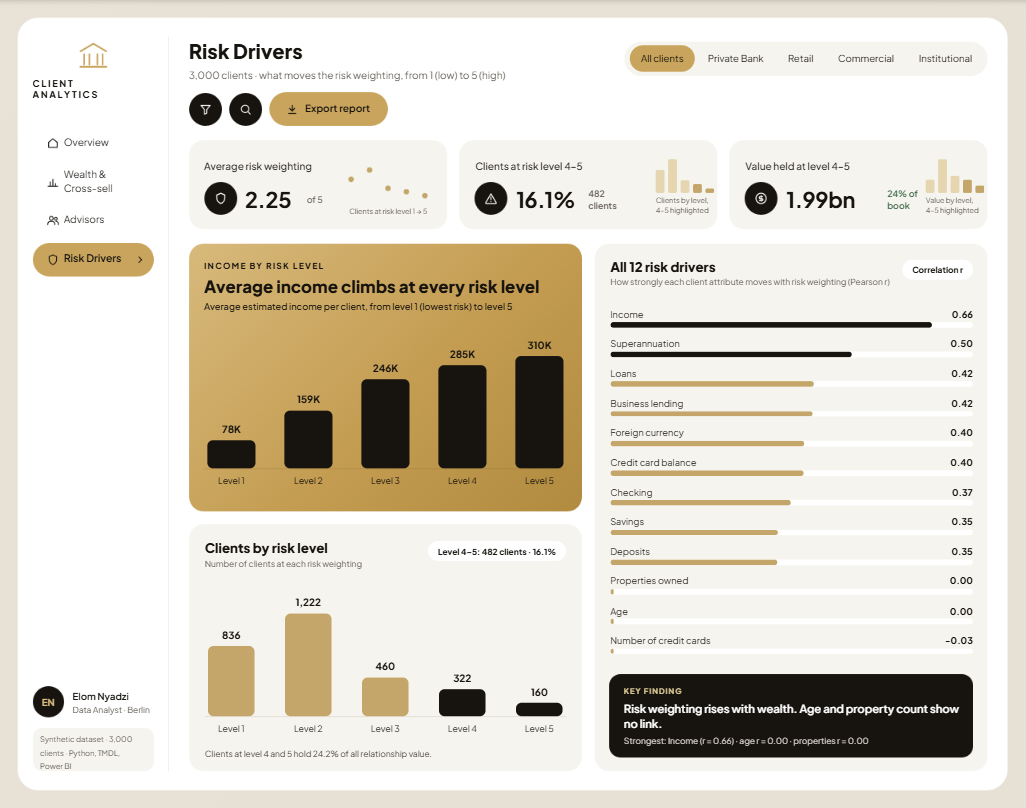 CLIENT
ANALYTICS
Overview
Wealth &
Cross-sell
Advisors
Risk Drivers
EN
Elom Nyadzi
Data Analyst · Berlin
Synthetic dataset · 3,000
clients · Python, TMDL,
Power BI
Risk Drivers
3,000 clients · what moves the risk weighting, from 1 (low) to 5 (high)
All clients
Private Bank
Retail
Commercial
Institutional
Export report
Average risk weighting
2.25
of 5
Clients at risk level 1 → 5
Clients at risk level 4–5
16.1%
482
clients
Clients by level,
4–5 highlighted
Value held at level 4–5
1.99bn
24% of
book
Value by level,
4–5 highlighted
INCOME BY RISK LEVEL
Average income climbs at every risk level
Average estimated income per client, from level 1 (lowest risk) to level 5
78K
159K
246K
285K
310K
Level 1
Level 2
Level 3
Level 4
Level 5
Clients by risk level
Number of clients at each risk weighting
Level 4–5: 482 clients · 16.1%
836
1,222
460
322
160
Level 1
Level 2
Level 3
Level 4
Level 5
Clients at level 4 and 5 hold 24.2% of all relationship value.
All 12 risk drivers
How strongly each client attribute moves with risk weighting (Pearson r)
Correlation r
Income 0.66
Superannuation 0.50
Loans 0.42
Business lending 0.42
Foreign currency 0.40
Credit card balance 0.40
Checking 0.37
Savings 0.35
Deposits 0.35
Properties owned 0.00
Age 0.00
Number of credit cards −0.03
KEY FINDING
Risk weighting rises with wealth. Age and property count show
no link.
Strongest: Income (r = 0.66) · age r = 0.00 · properties r = 0.00